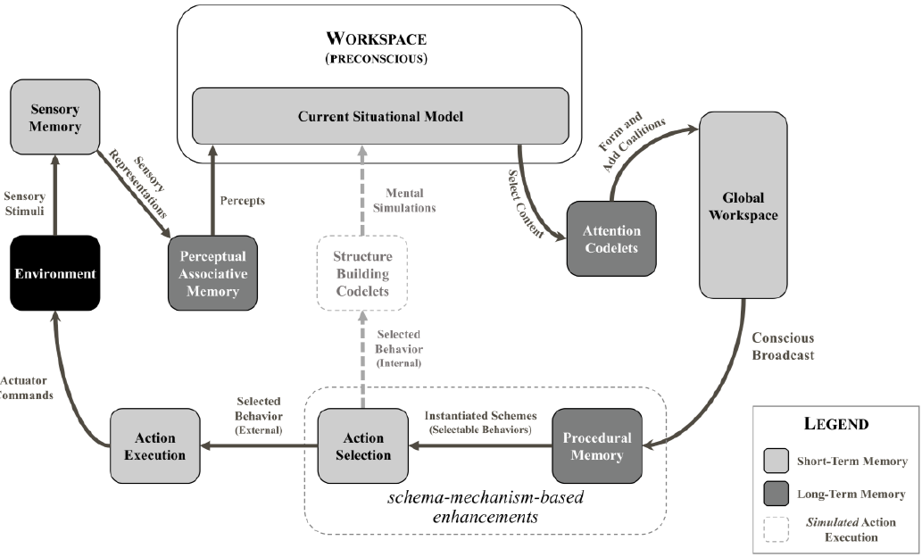 WORKSPACE
(PRECONSCIOUS)
Current Situational Model
Sensory
Memory
Sensory
Representations
Sensory
Stimuli
Percepts
Mental
Simulations
Select Content
Form and
Add Coalitions
Global
Workspace
Attention
Codelets
Environment
Perceptual
Associative
Memory
Structure
Building
Codelets
Selected
Behavior
(Internal)
Conscious
Broadcast
Actuator
Commands
Action
Execution
Selected
Behavior
(External)
Action
Selection
Instantiated Schemes
(Selectable Behaviors)
Procedural
Memory
schema-mechanism-based
enhancements
LEGEND
Short-Term Memory
Long-Term Memory
Simulated Action
Execution